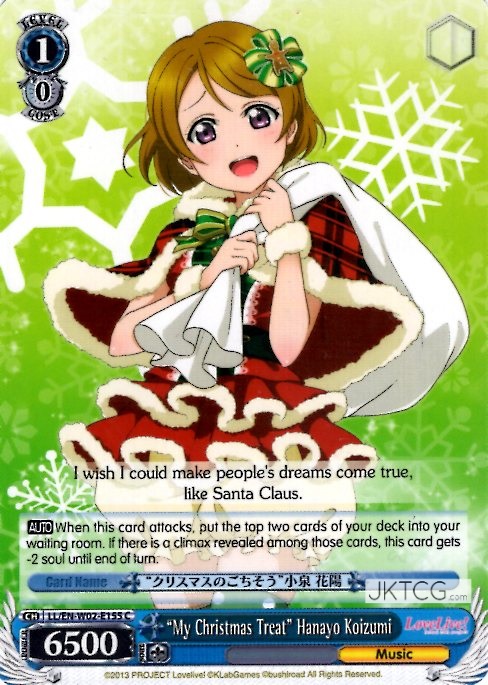 LEVEL
1
0
COST
I wish I could make people's dreams come true,
like Santa Claus.
AUTO When this card attacks, put the top two cards of your deck into your
waiting room. If there is a climax revealed among those cards, this card gets
-2 soul until end of turn.
Card Name "クリスマスのごちそう"小泉 花陽
JKTCG.com
CH LL/EN-W02-E155 C
POWER 6500 SOUL
"My Christmas Treat" Hanayo Koizumi
LoveLive!
Music
©2013 PROJECT Lovelive! ©KLabGames ©bushiroad All Rights Reserved.